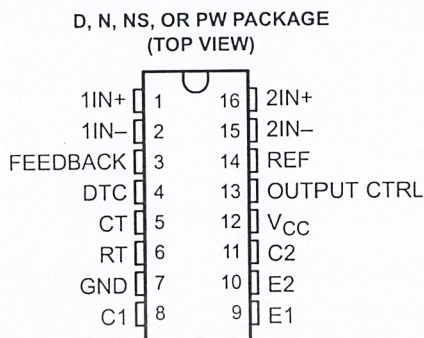 D, N, NS, OR PW PACKAGE
(TOP VIEW)
1IN+ 1 16 2IN+
1IN– 2 15 2IN–
FEEDBACK 3 14 REF
DTC 4 13 OUTPUT CTRL
CT 5 12 VCC
RT 6 11 C2
GND 7 10 E2
C1 8 9 E1